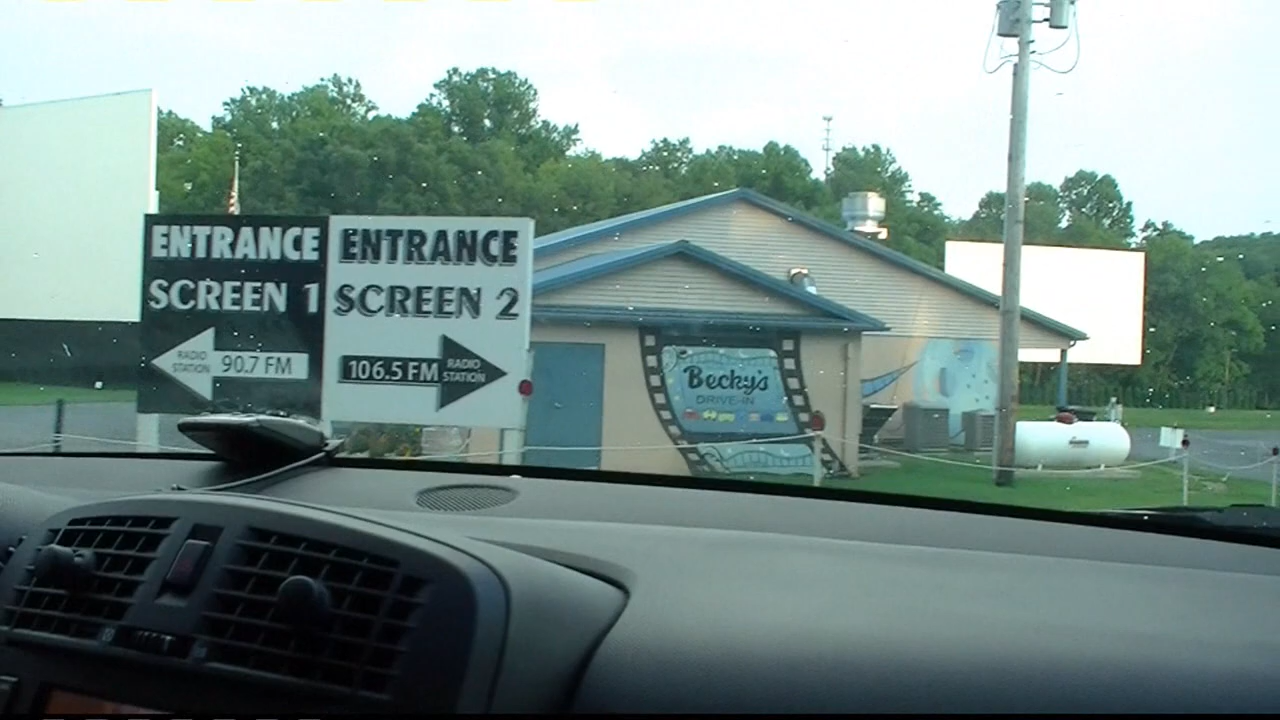 ENTRANCE
SCREEN 1
RADIO
STATION
90.7 FM
ENTRANCE
SCREEN 2
106.5 FM
RADIO
STATION
Becky's
DRIVE-IN